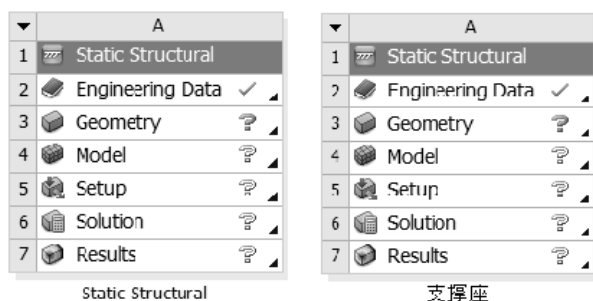 A
1 Static Structural
2 Engineering Data
3 Geometry
4 Model
5 Setup
6 Solution
7 Results
Static Structural
A
1 Static Structural
2 Engineering Data
3 Geometry
4 Model
5 Setup
6 Solution
7 Results
支撑座